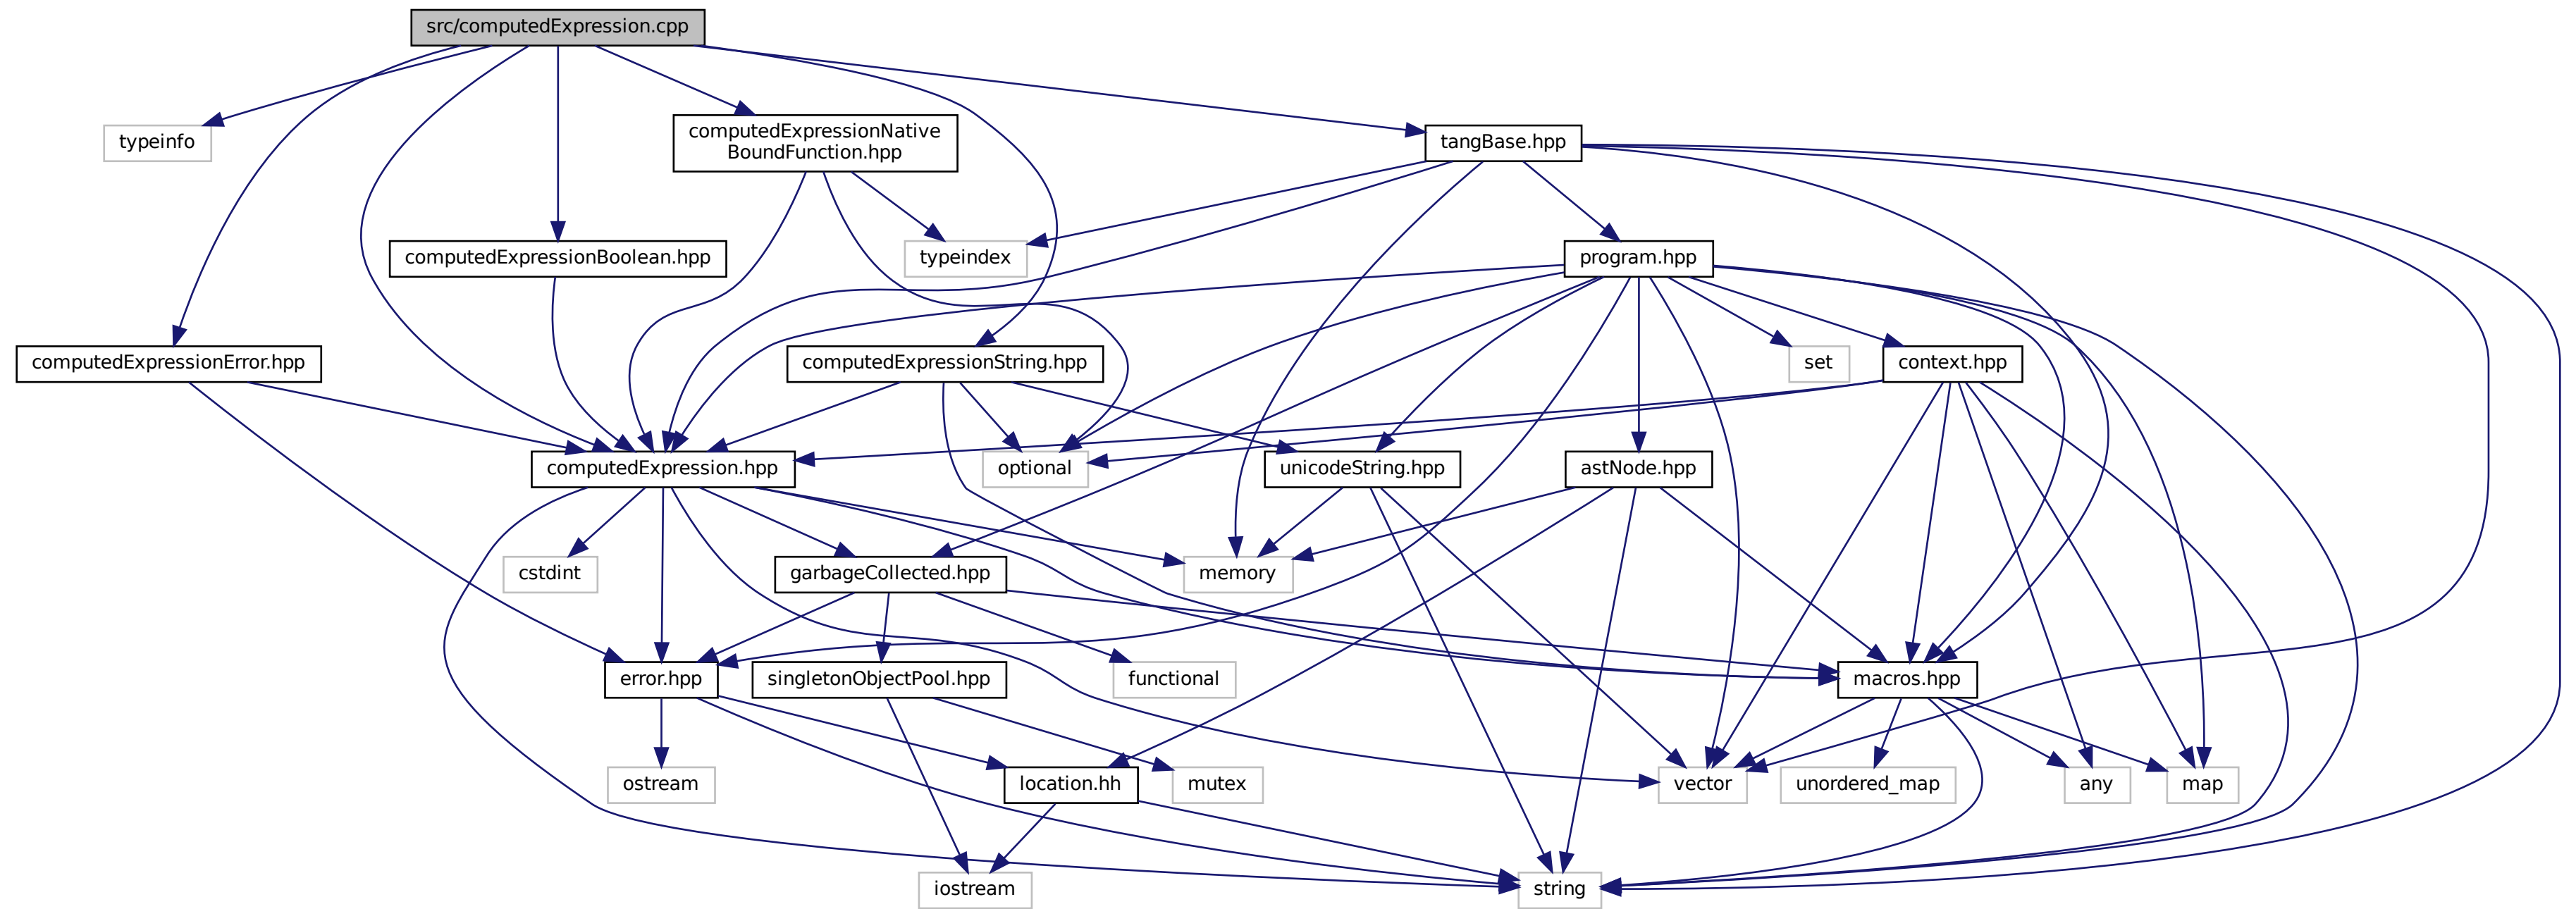 src/computedExpression.cpp
typeinfo
computedExpressionNative
BoundFunction.hpp
tangBase.hpp
computedExpressionBoolean.hpp
typeindex
program.hpp
computedExpressionError.hpp
computedExpressionString.hpp
set
context.hpp
computedExpression.hpp
optional
unicodeString.hpp
astNode.hpp
cstdint
garbageCollected.hpp
memory
error.hpp
singletonObjectPool.hpp
functional
macros.hpp
ostream
location.hh
mutex
vector
unordered_map
any
map
iostream
string